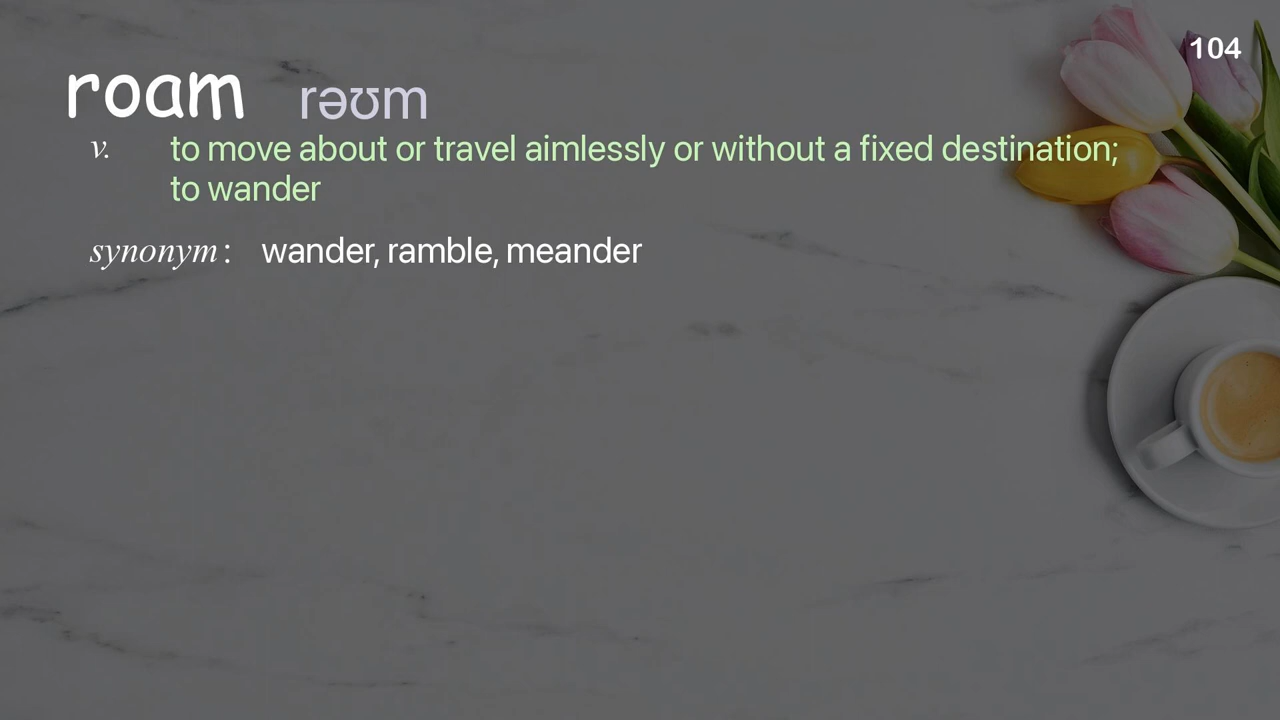 104
roam rəʊm
v. to move about or travel aimlessly or without a fixed destination;
to wander
synonym : wander, ramble, meander